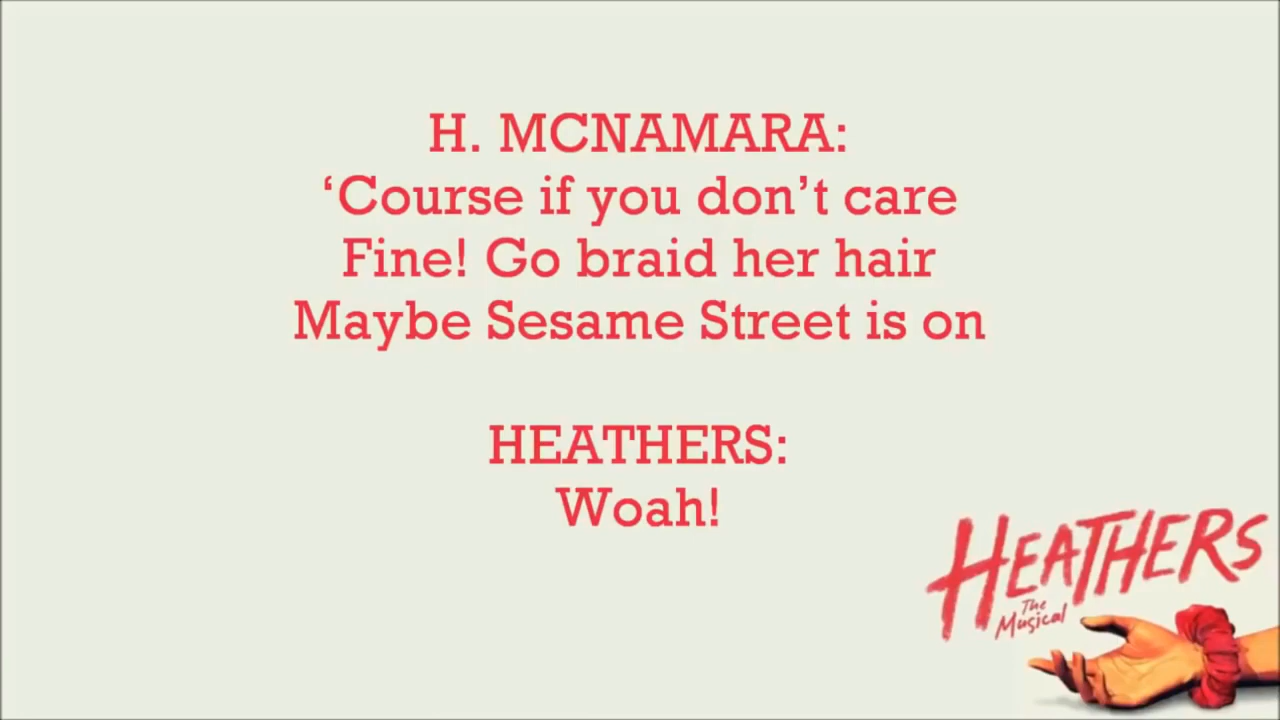 H. MCNAMARA:
‘Course if you don’t care
Fine! Go braid her hair
Maybe Sesame Street is on
HEATHERS:
Woah!
HEATHERS
The
Musical